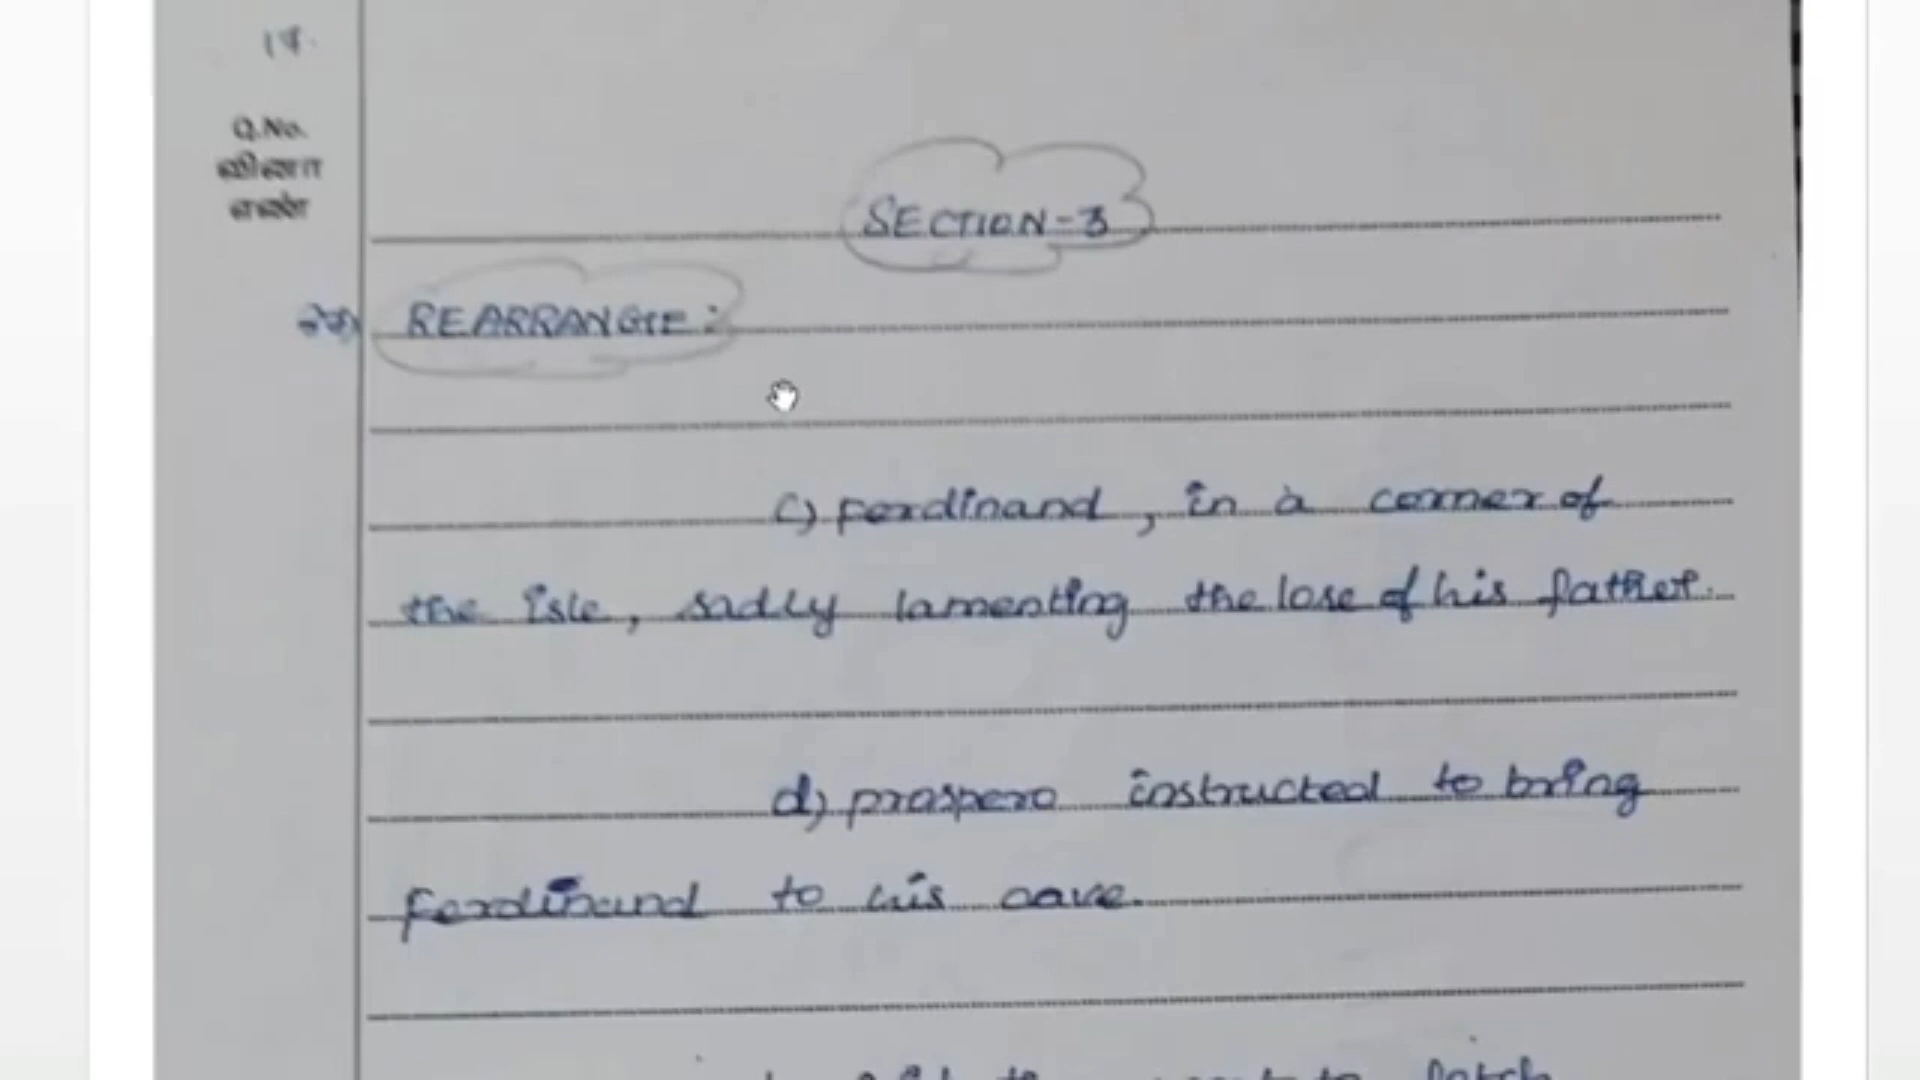 Q.No.
வினா
எண்
SECTION-3
REARRANGE:
c) Ferdinand, in a corner of
the isle, sadly lamenting the lose of his father.
d) prospero instructed to bring
Ferdinand to his cave.